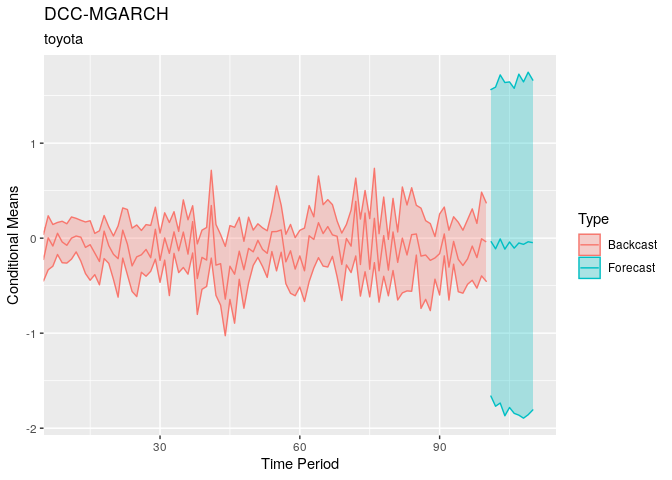 DCC-MGARCH
toyota
Conditional Means
1
0
-1
-2
30
60
90
Time Period
Type
Backcast
Forecast